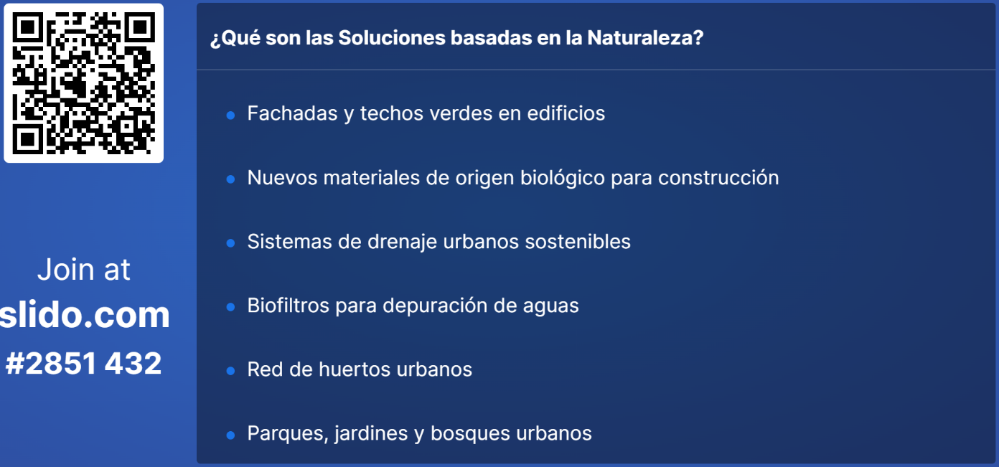 ¿Qué son las Soluciones basadas en la Naturaleza?
Fachadas y techos verdes en edificios
Nuevos materiales de origen biológico para construcción
Sistemas de drenaje urbanos sostenibles
Biofiltros para depuración de aguas
Red de huertos urbanos
Parques, jardines y bosques urbanos
Join at
slido.com
#2851 432